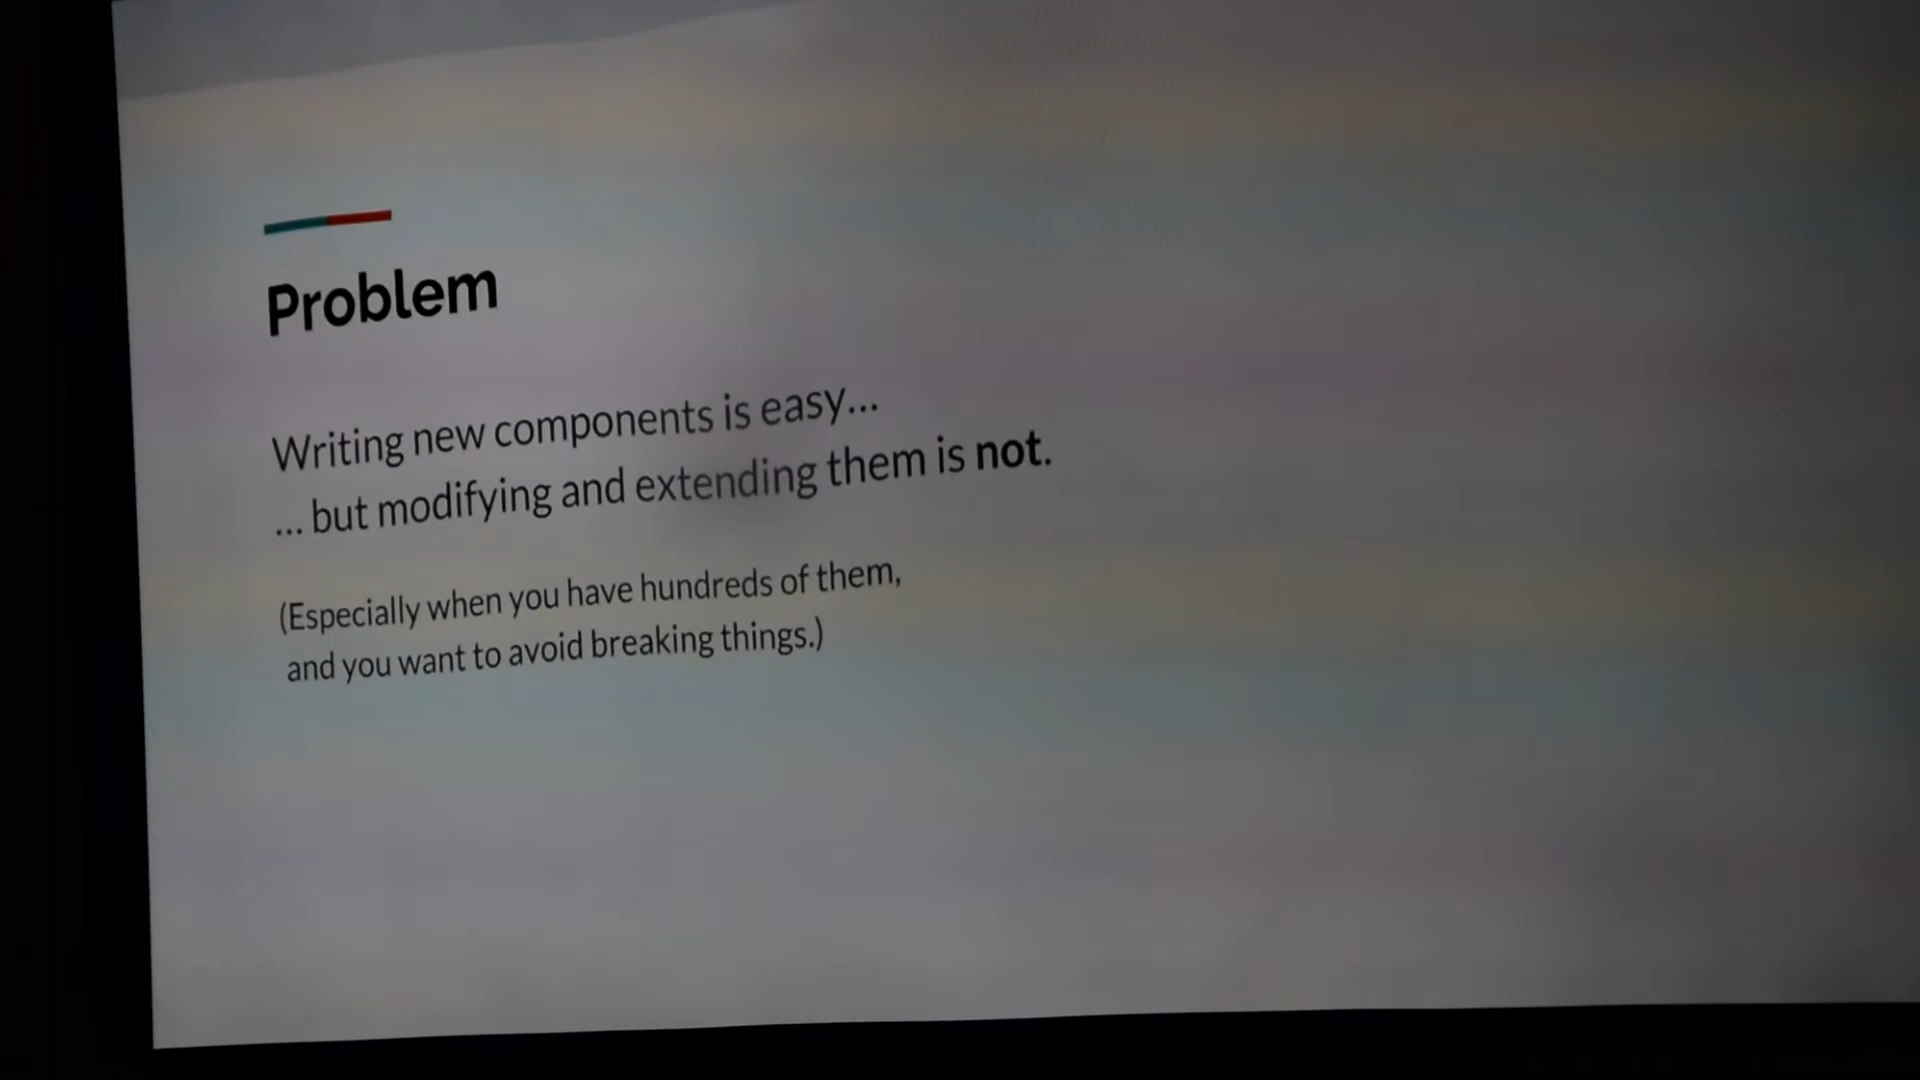 Problem
Writing new components is easy...
... but modifying and extending them is not.
(Especially when you have hundreds of them,
and you want to avoid breaking things.)